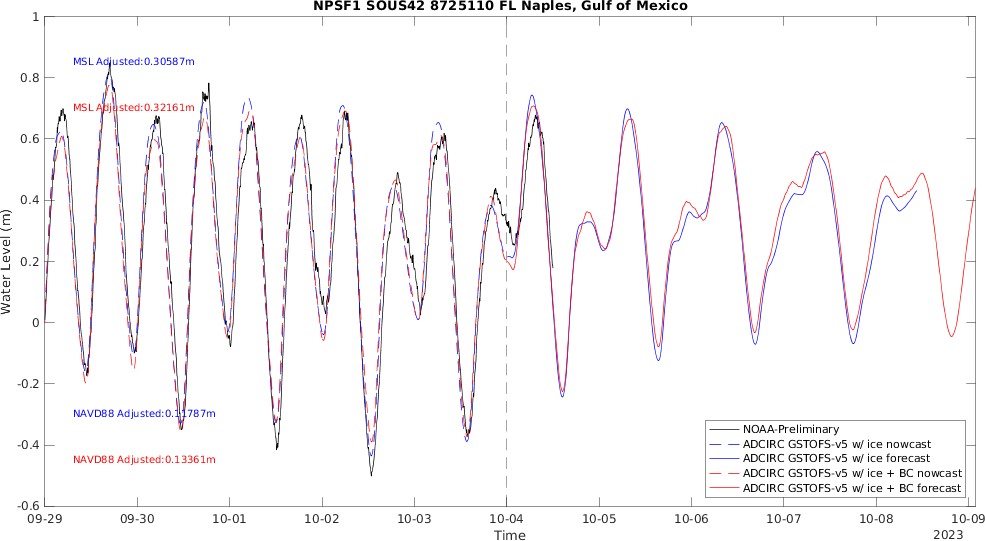 NPSF1 SOUS42 8725110 FL Naples, Gulf of Mexico
1
0.8
0.6
0.4
0.2
0
-0.2
-0.4
-0.6
Water Level (m)
MSL Adjusted:0.30587m
MSL Adjusted:0.32161m
NAVD88 Adjusted:0.11787m
NAVD88 Adjusted:0.13361m
NOAA-Preliminary
ADCIRC GSTOFS-v5 w/ ice nowcast
ADCIRC GSTOFS-v5 w/ ice forecast
ADCIRC GSTOFS-v5 w/ ice + BC nowcast
ADCIRC GSTOFS-v5 w/ ice + BC forecast
09-29 09-30 10-01 10-02 10-03 10-04 10-05 10-06 10-07 10-08 10-09
Time
2023